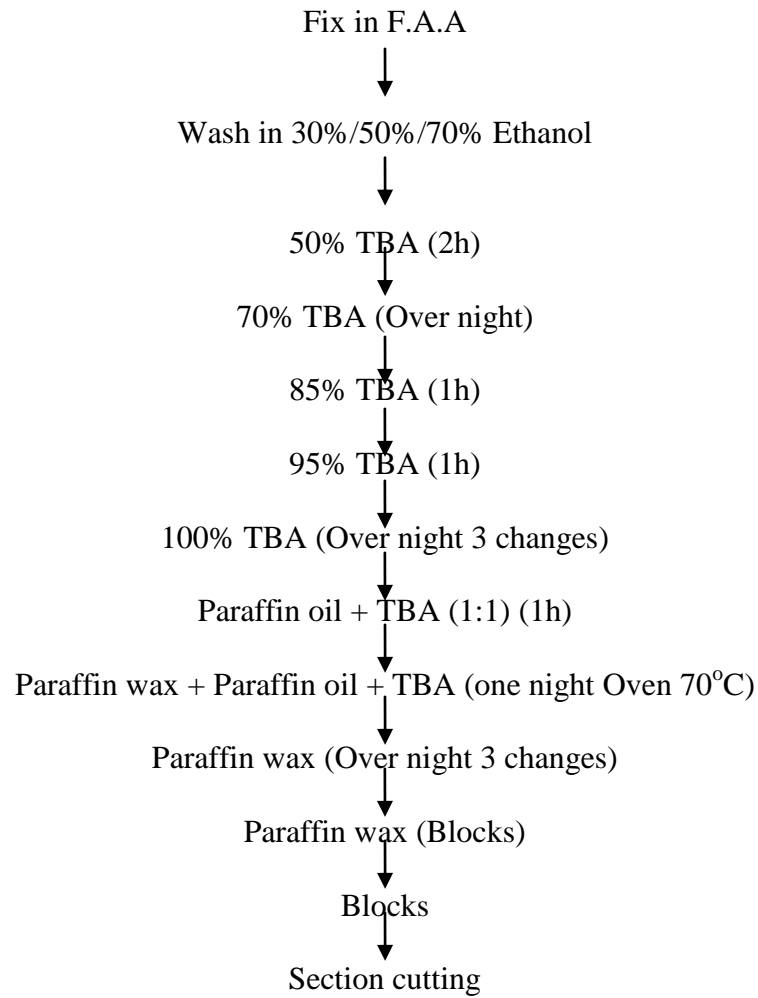 Fix in F.A.A
Wash in 30%/50%/70% Ethanol
50% TBA (2h)
70% TBA (Over night)
85% TBA (1h)
95% TBA (1h)
100% TBA (Over night 3 changes)
Paraffin oil + TBA (1:1) (1h)
Paraffin wax + Paraffin oil + TBA (one night Oven 70°C)
Paraffin wax (Over night 3 changes)
Paraffin wax (Blocks)
Blocks
Section cutting